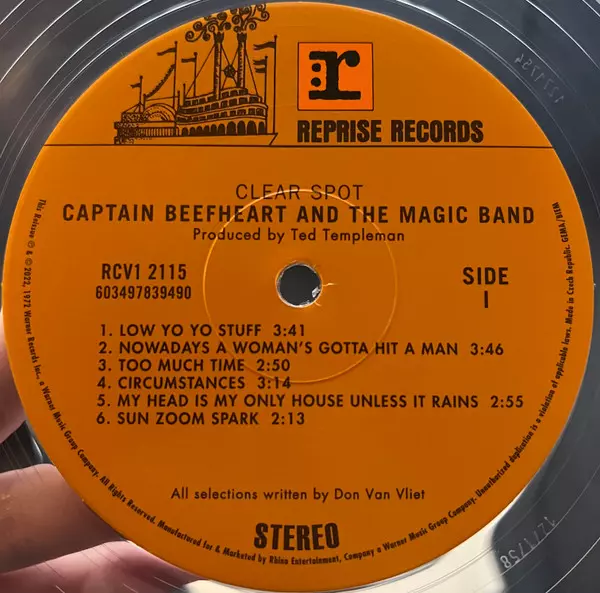 r
REPRISE RECORDS
CLEAR SPOT
CAPTAIN BEEFHEART AND THE MAGIC BAND
Produced by Ted Templeman
RCV1 2115
603497839490
SIDE
1
1. LOW YO YO STUFF 3:41
2. NOWADAYS A WOMAN'S GOTTA HIT A MAN 3:46
3. TOO MUCH TIME 2:50
4. CIRCUMSTANCES 3:14
5. MY HEAD IS MY ONLY HOUSE UNLESS IT RAINS 2:55
6. SUN ZOOM SPARK 2:13
All selections written by Don Van Vliet
STEREO
This Release ℗ & © 2022, 1972 Warner Records Inc., a Warner Music Group Company. All Rights Reserved. Manufactured for & Marketed by Rhino Entertainment Company, a Warner Music Group Company. Unauthorized duplication is a violation of applicable laws. Made in Czech Republic. GEMA/BIEM